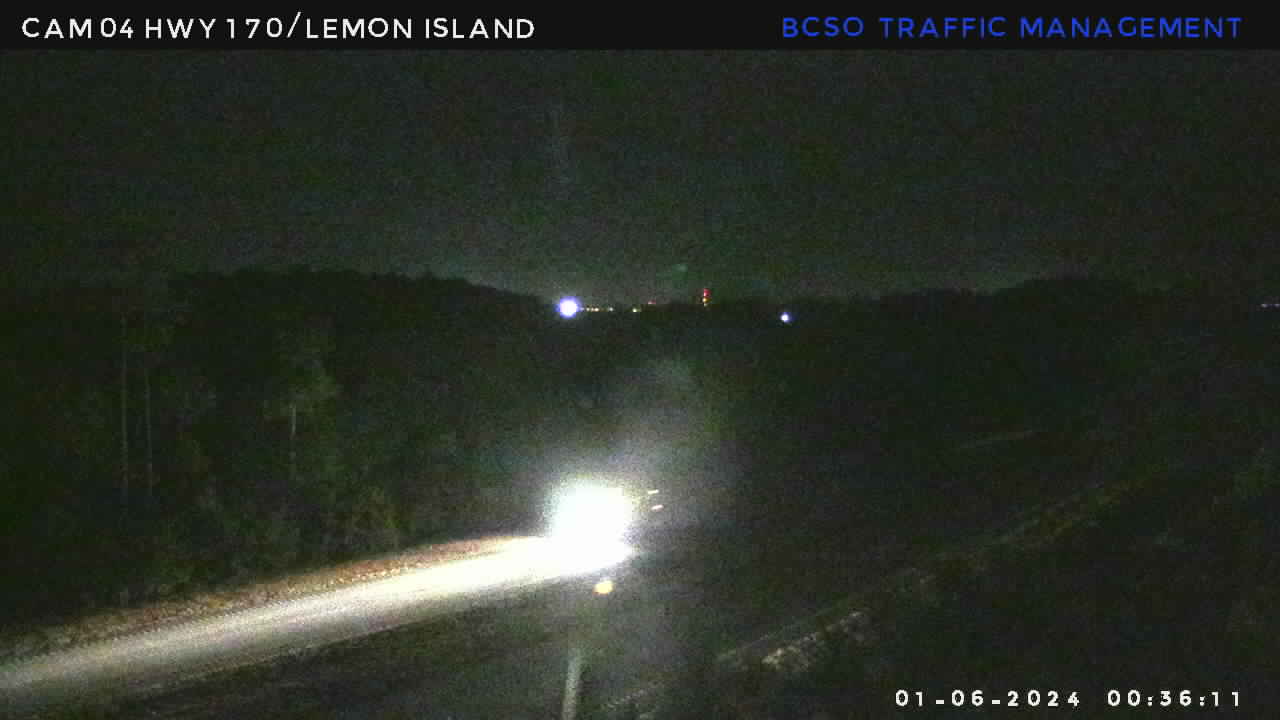 CAM04 HWY170/LEMON ISLAND
BCSO TRAFFIC MANAGEMENT
01-06-2024 00:36:11